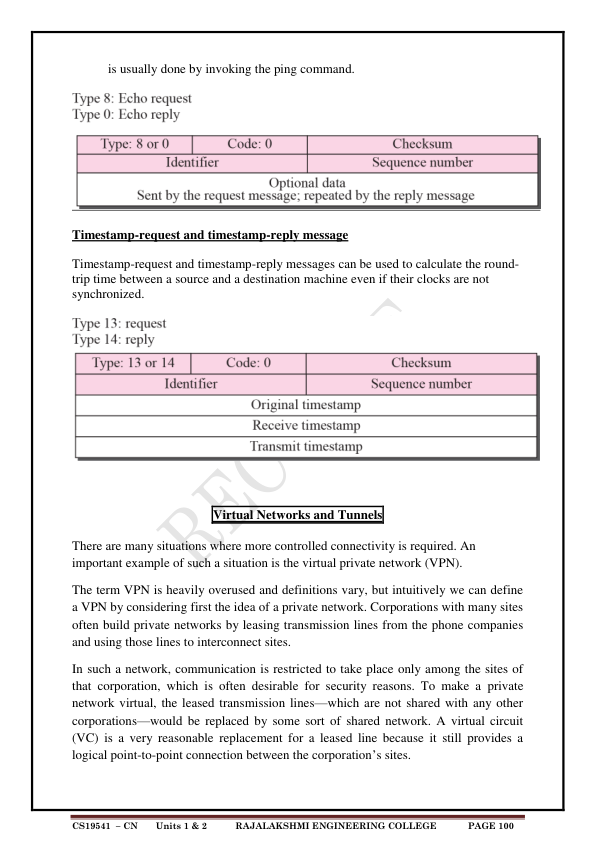 is usually done by invoking the ping command.
Type 8: Echo request
Type 0: Echo reply
Type: 8 or 0 Code: 0 Checksum
Identifier Sequence number
Optional data
Sent by the request message; repeated by the reply message
Timestamp-request and timestamp-reply message
Timestamp-request and timestamp-reply messages can be used to calculate the round-
trip time between a source and a destination machine even if their clocks are not
synchronized.
Type 13: request
Type 14: reply
Type: 13 or 14 Code: 0 Checksum
Identifier Sequence number
Original timestamp
Receive timestamp
Transmit timestamp
Virtual Networks and Tunnels
There are many situations where more controlled connectivity is required. An
important example of such a situation is the virtual private network (VPN).
The term VPN is heavily overused and definitions vary, but intuitively we can define
a VPN by considering first the idea of a private network. Corporations with many sites
often build private networks by leasing transmission lines from the phone companies
and using those lines to interconnect sites.
In such a network, communication is restricted to take place only among the sites of
that corporation, which is often desirable for security reasons. To make a private
network virtual, the leased transmission lines—which are not shared with any other
corporations—would be replaced by some sort of shared network. A virtual circuit
(VC) is a very reasonable replacement for a leased line because it still provides a
logical point-to-point connection between the corporation's sites.
CS19541 – CN Units 1 & 2 RAJALAKSHMI ENGINEERING COLLEGE PAGE 100